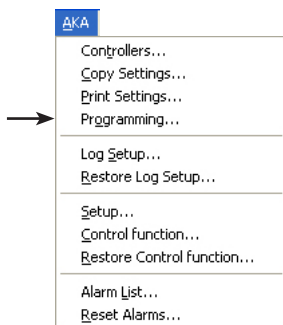 AKA
Controllers...
Copy Settings...
Print Settings...
Programming...
Log Setup...
Restore Log Setup...
Setup...
Control function...
Restore Control function...
Alarm List...
Reset Alarms...